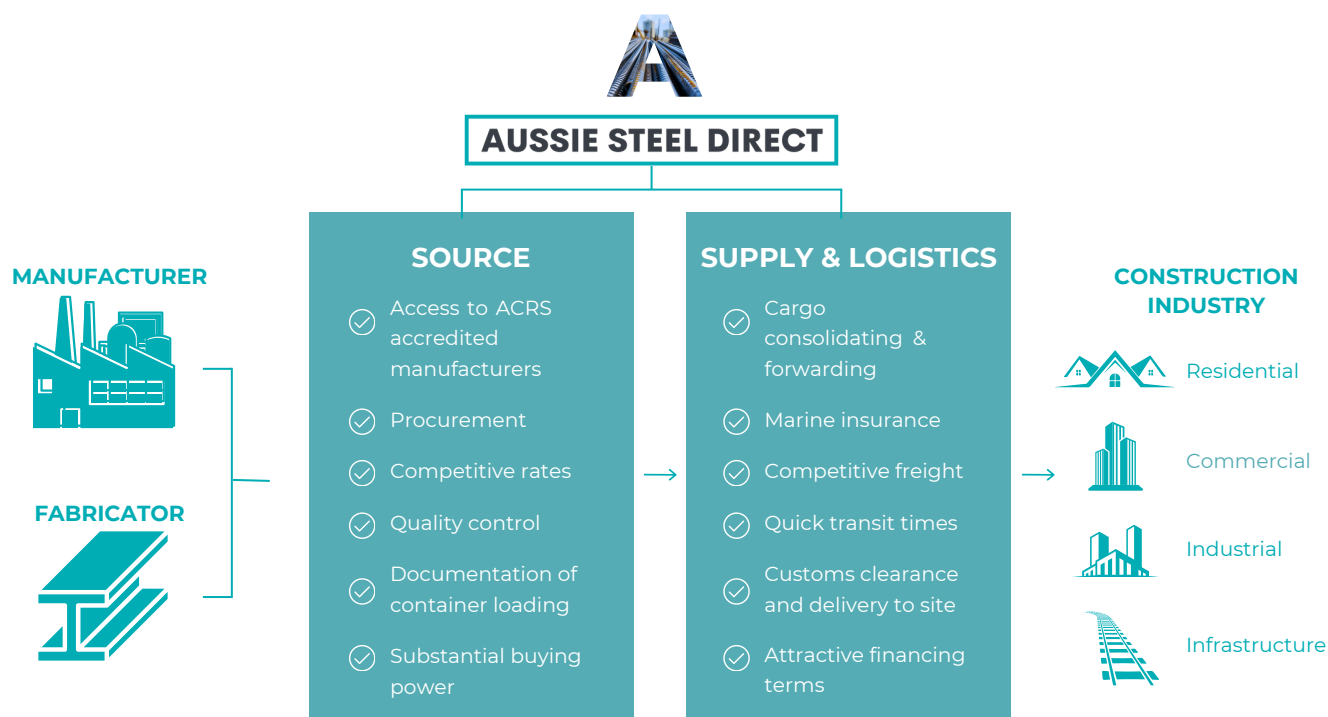 A
AUSSIE STEEL DIRECT
MANUFACTURER
FABRICATOR
SOURCE
Access to ACRS
accredited
manufacturers
Procurement
Competitive rates
Quality control
Documentation of
container loading
Substantial buying
power
SUPPLY & LOGISTICS
Cargo
consolidating &
forwarding
Marine insurance
Competitive freight
Quick transit times
Customs clearance
and delivery to site
Attractive financing
terms
CONSTRUCTION
INDUSTRY
Residential
Commercial
Industrial
Infrastructure